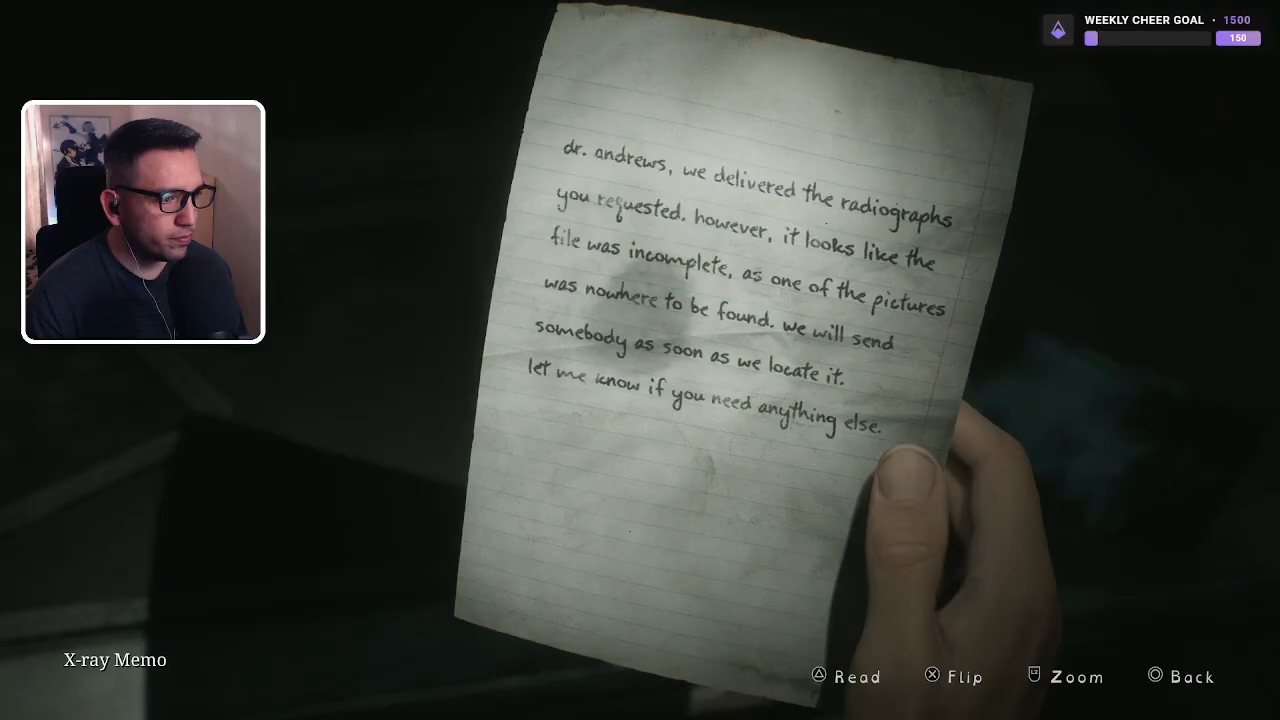 WEEKLY CHEER GOAL · 1500
150
dr. andrews, we delivered the radiographs
you requested. however, it looks like the
file was incomplete, as one of the pictures
was nowhere to be found. we will send
somebody as soon as we locate it.
let me know if you need anything else.
X-ray Memo
Read
Flip
L2 Zoom
Back